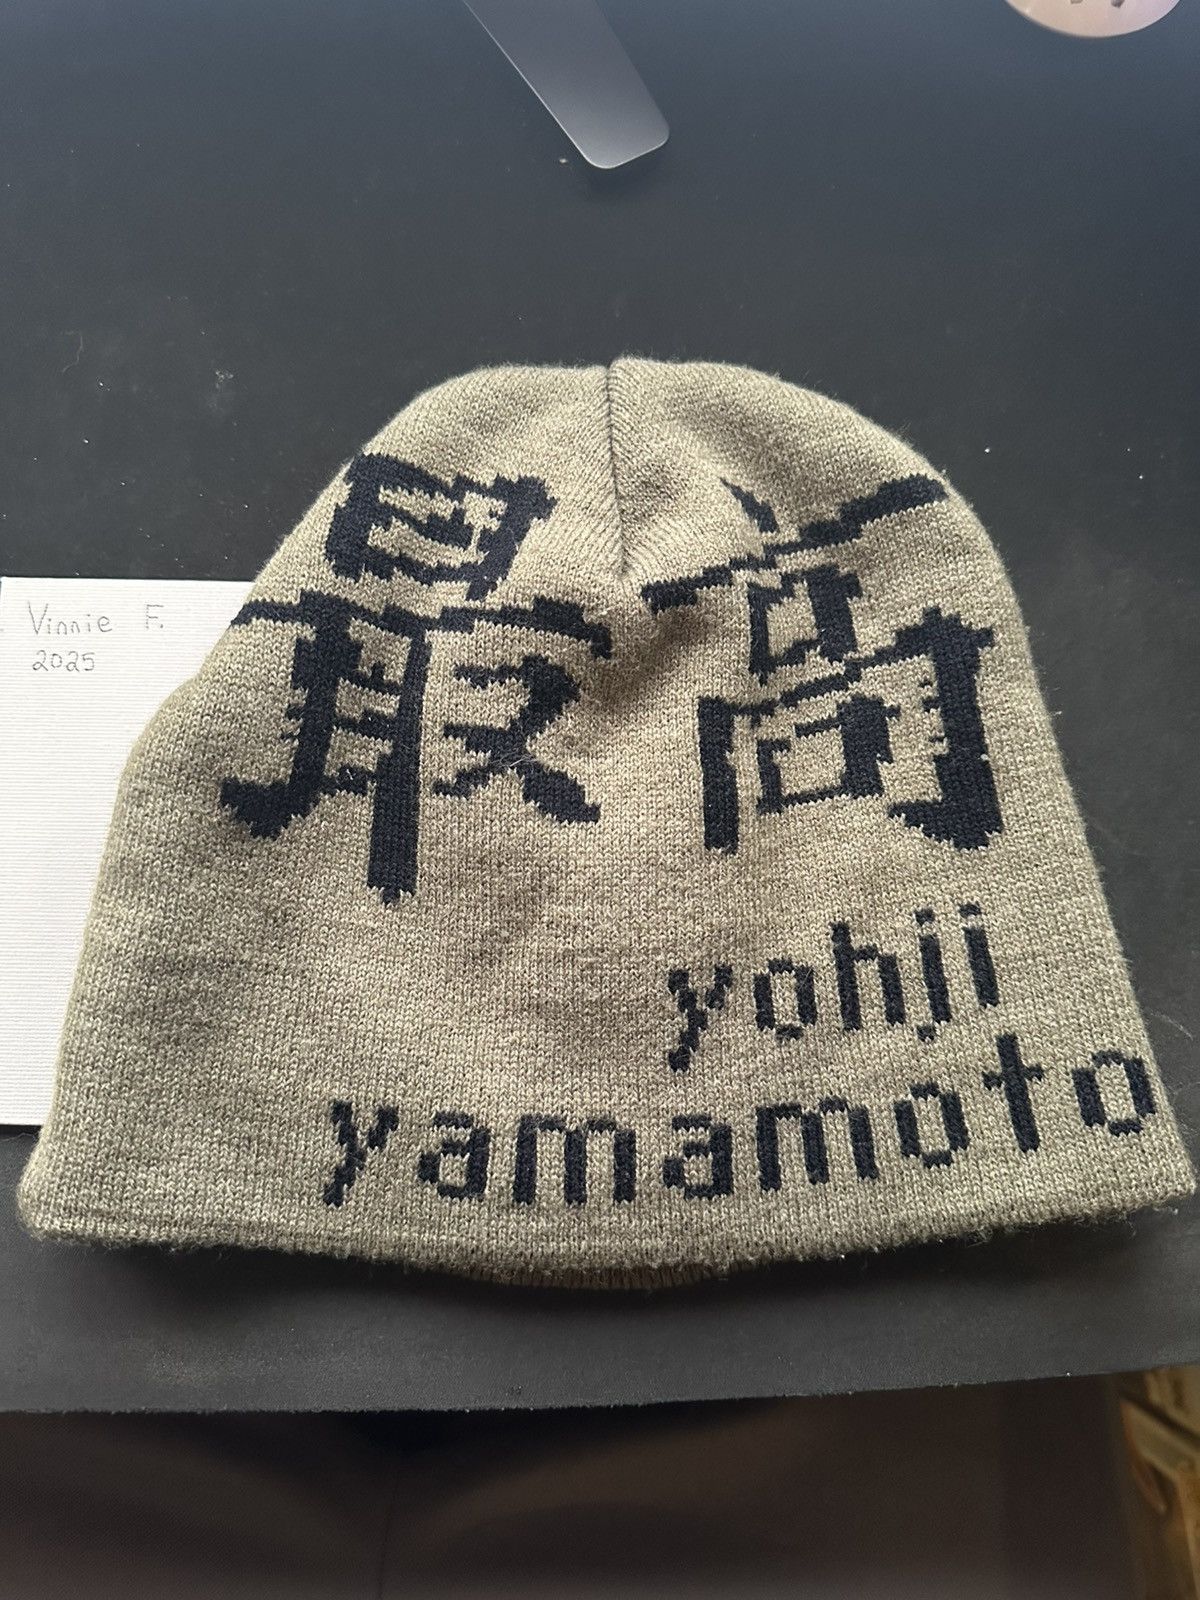 Vinnie F.
2025
最高
yohji
yamamoto